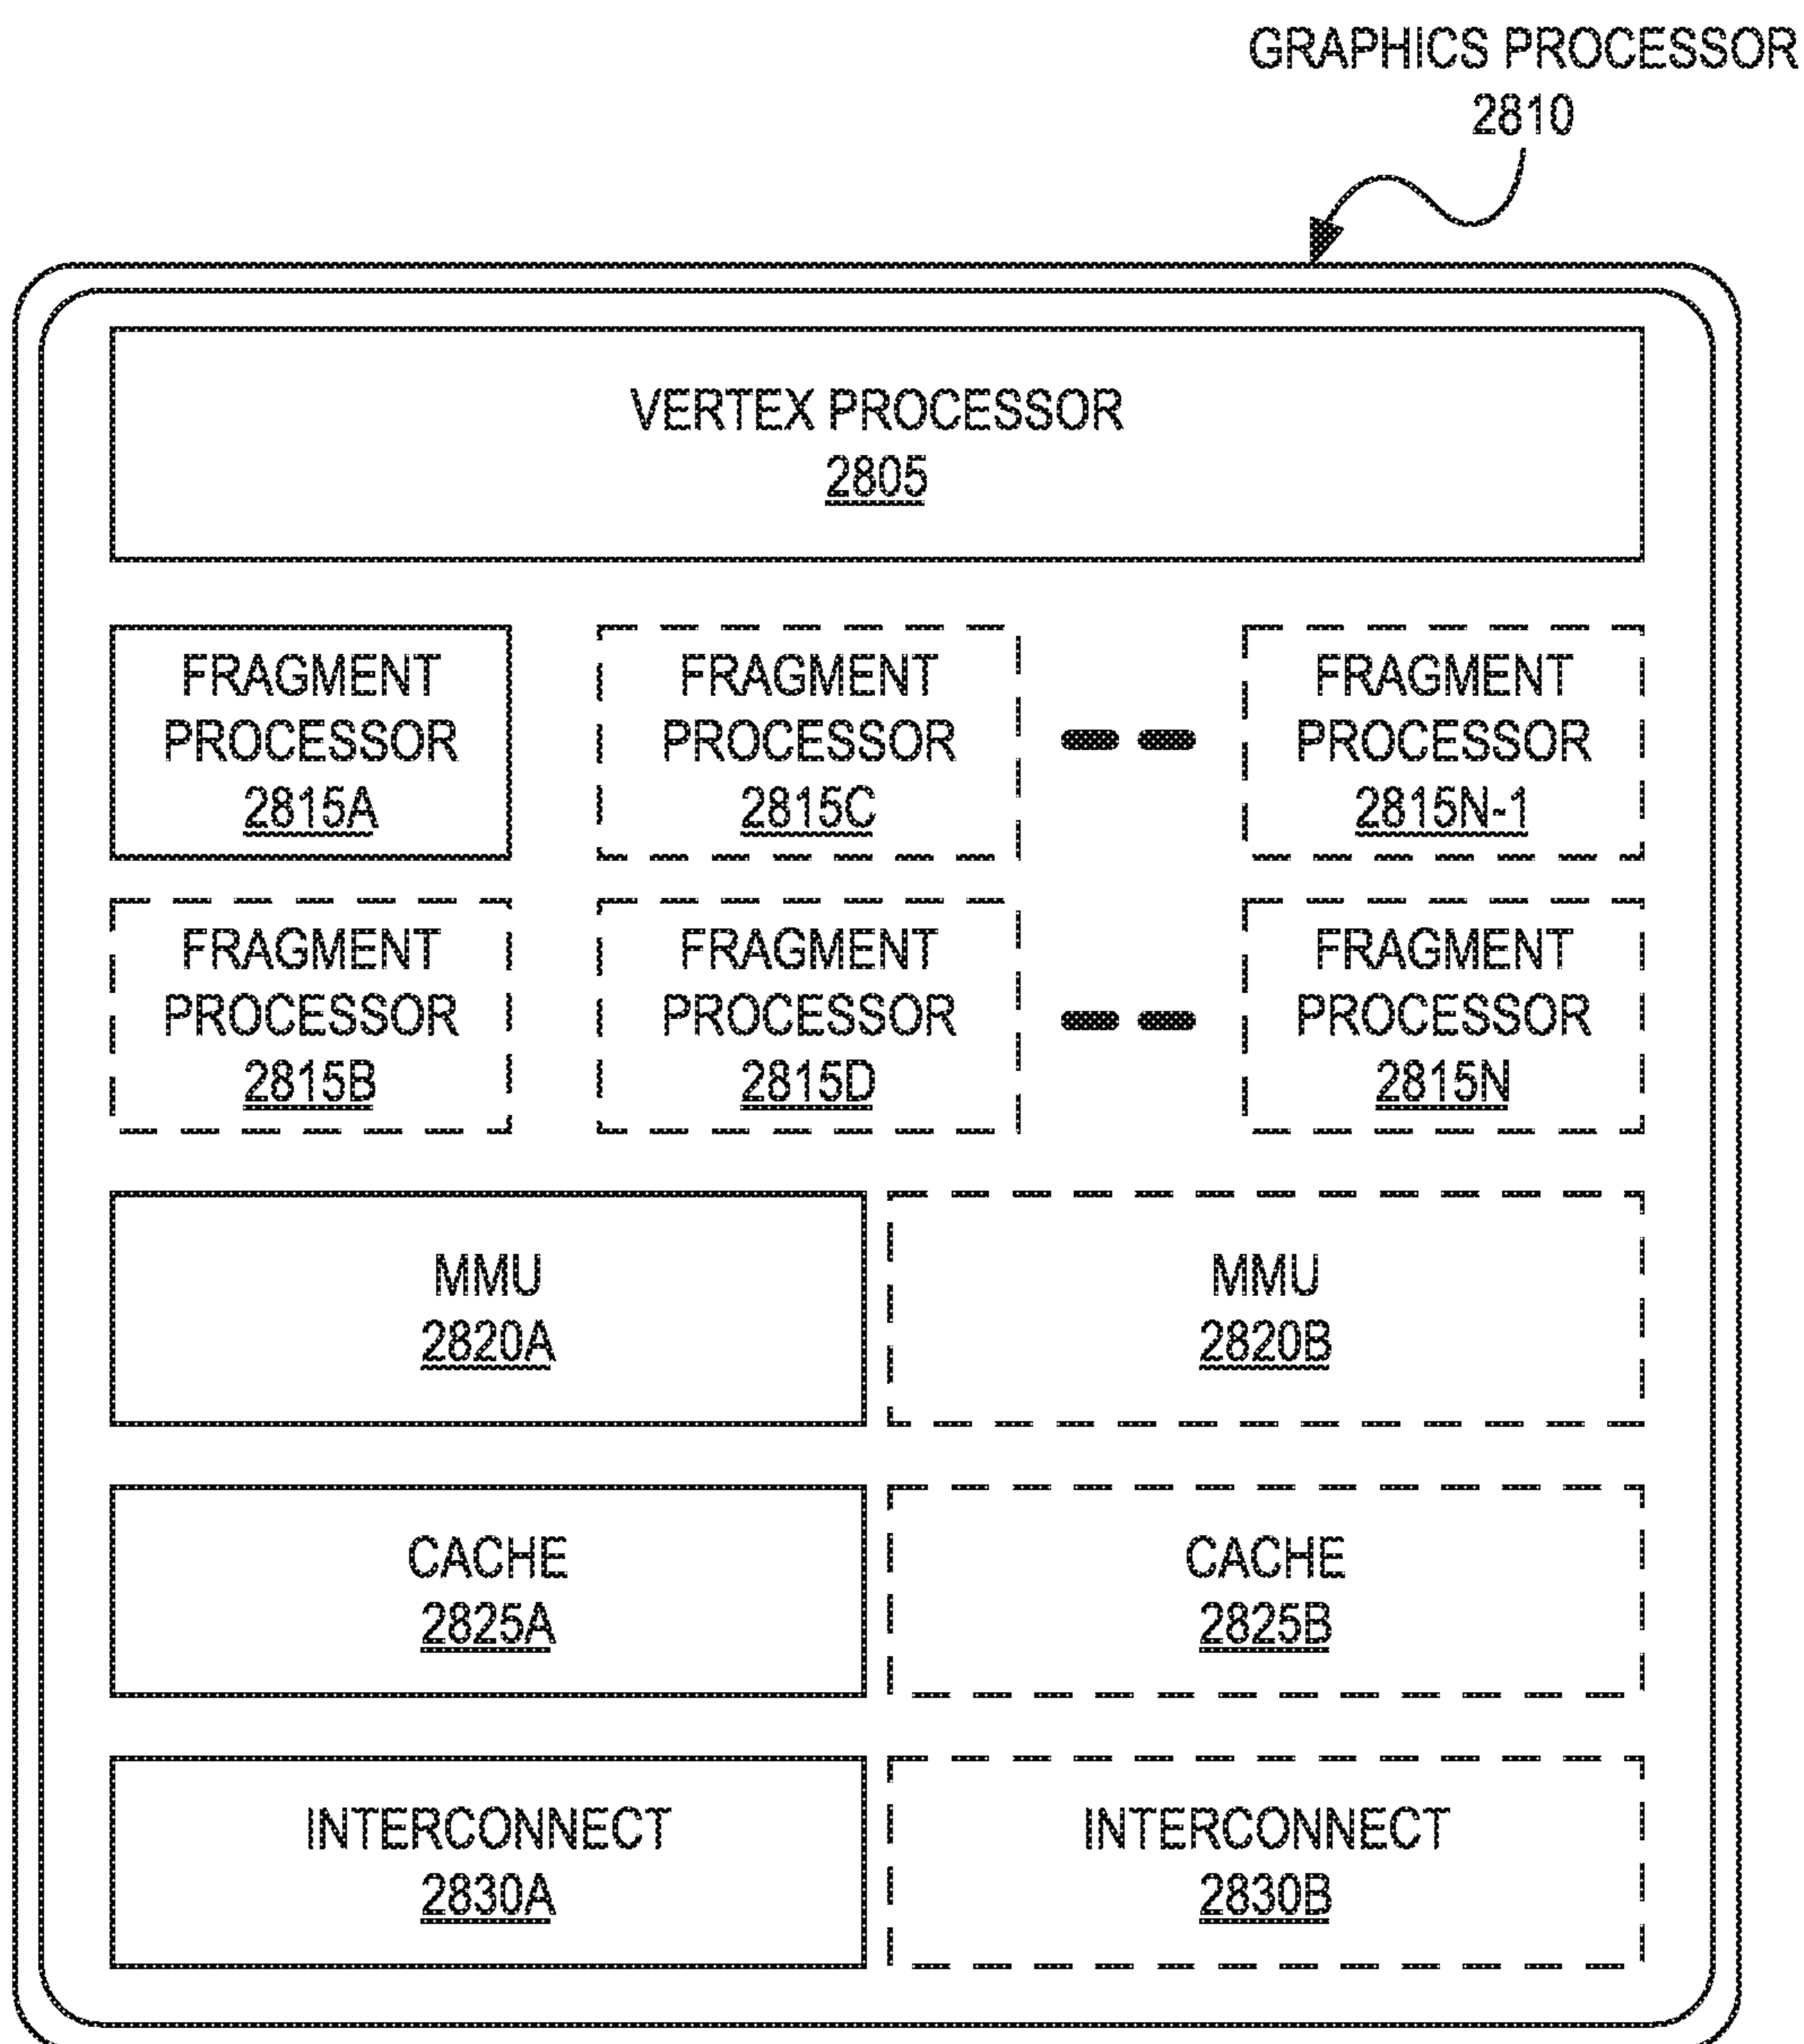 GRAPHICS PROCESSOR
2810
VERTEX PROCESSOR
2805
FRAGMENT
PROCESSOR
2815A
FRAGMENT
PROCESSOR
2815C
FRAGMENT
PROCESSOR
2815N-1
FRAGMENT
PROCESSOR
2815B
FRAGMENT
PROCESSOR
2815D
FRAGMENT
PROCESSOR
2815N
MMU
2820A
MMU
2820B
CACHE
2825A
CACHE
2825B
INTERCONNECT
2830A
INTERCONNECT
2830B